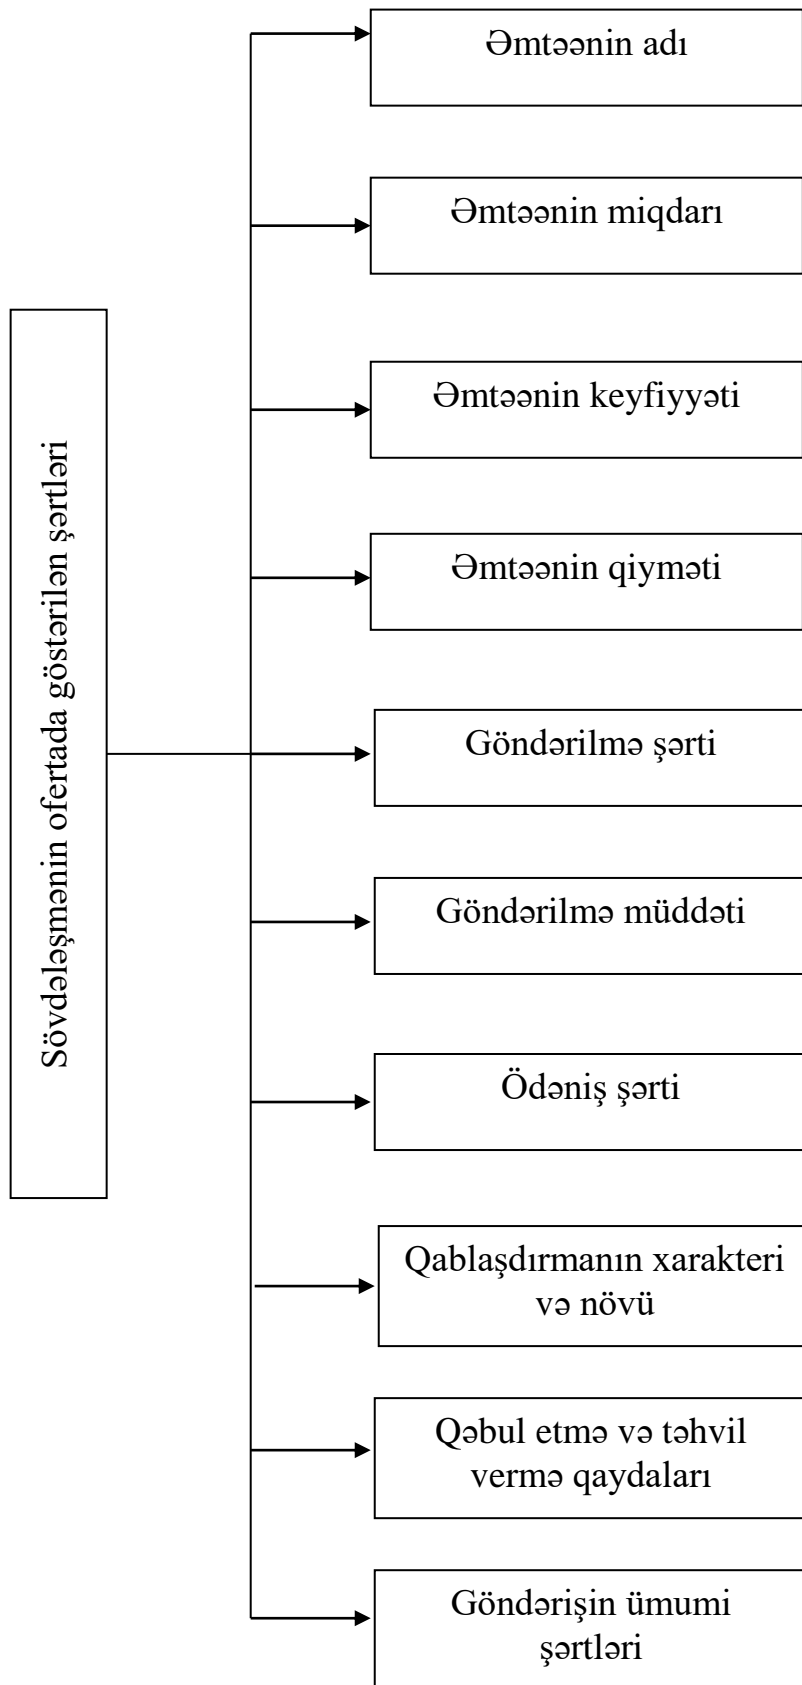 Sövdələşmənin ofertada göstərilən şərtləri
Əmtəənin adı
Əmtəənin miqdarı
Əmtəənin keyfiyyəti
Əmtəənin qiyməti
Göndərilmə şərti
Göndərilmə müddəti
Ödəniş şərti
Qablaşdırmanın xarakteri
və növü
Qəbul etmə və təhvil
vermə qaydaları
Göndərişin ümumi
şərtləri